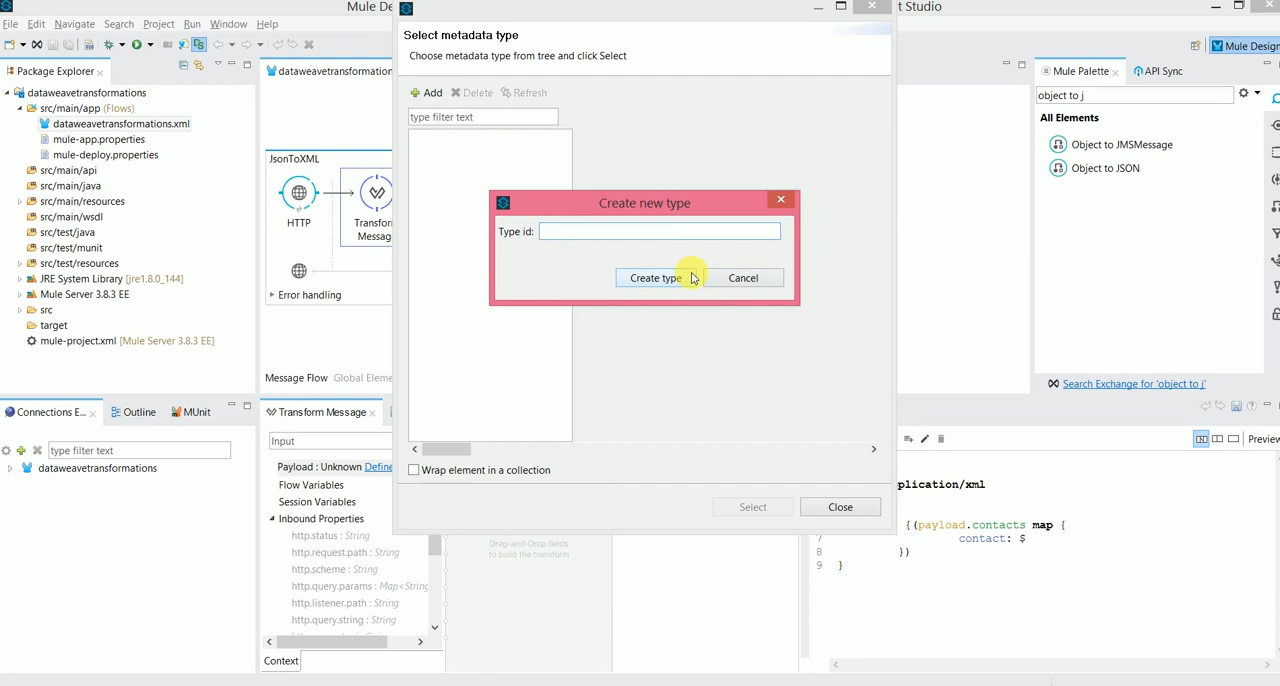 Mule De
t Studio
File Edit Navigate Search Project Run Window Help
Mule Design
Package Explorer
dataweavetransformations
src/main/app (Flows)
dataweavetransformations.xml
mule-app.properties
mule-deploy.properties
src/main/api
src/main/java
src/main/resources
src/main/wsdl
src/test/java
src/test/munit
src/test/resources
JRE System Library [jre1.8.0_144]
Mule Server 3.8.3 EE
src
target
mule-project.xml [Mule Server 3.8.3 EE]
dataweavetransformation
JsonToXML
HTTP
Transfor
Messag
Error handling
Message Flow Global Eleme
Select metadata type
Choose metadata type from tree and click Select
Add Delete Refresh
type filter text
Create new type
Type id:
Create type Cancel
Wrap element in a collection
Select Close
Mule Palette API Sync
object to j
All Elements
Object to JMSMessage
Object to JSON
Search Exchange for 'object to j'
Connections E... Outline MUnit
type filter text
dataweavetransformations
Transform Message
Input
Payload : Unknown Define
Flow Variables
Session Variables
Inbound Properties
http.status : String
http.request.path : String
http.scheme : String
http.query.params : Map<String
http.listener.path : String
http.query.string : String
Context
Drag-and-Drop fields
to build the transform
Preview
plication/xml
{(payload.contacts map {
contact: $
8 })
9 }